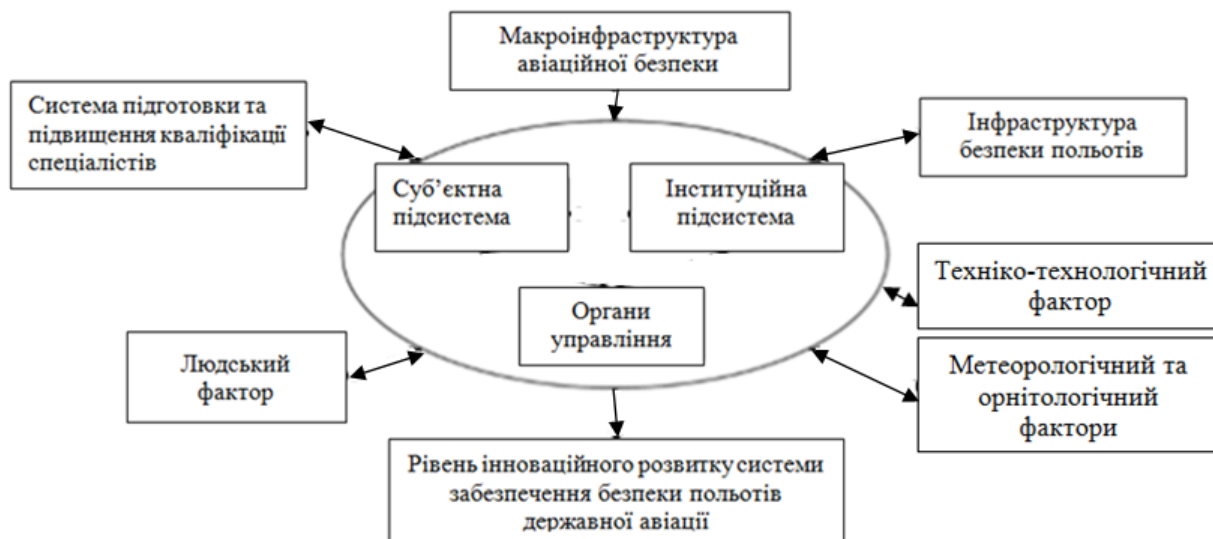 Макроінфраструктура
авіаційної безпеки
Система підготовки та
підвищення кваліфікації
спеціалістів
Інфраструктура
безпеки польотів
Суб’єктна
підсистема
Інституційна
підсистема
Техніко-технологічний
фактор
Органи
управління
Людський
фактор
Метеорологічний та
орнітологічний
фактори
Рівень інноваційного розвитку системи
забезпечення безпеки польотів
державної авіації